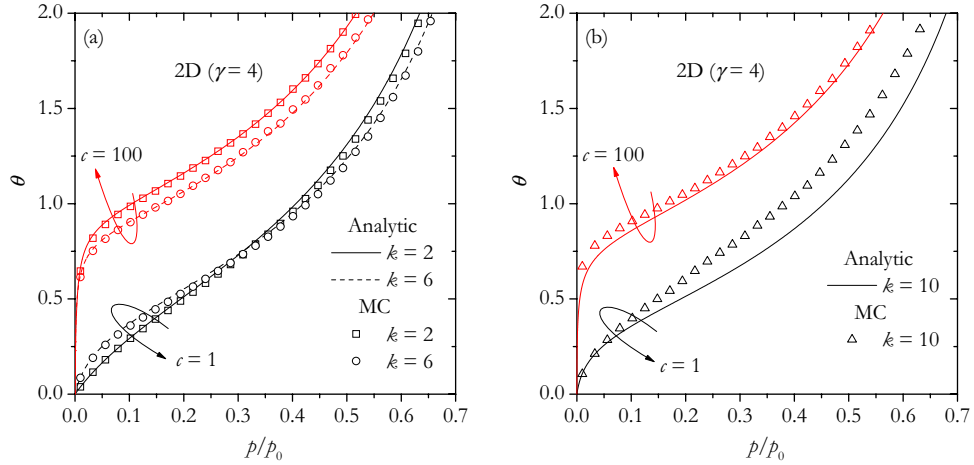 (a)
2D (γ = 4)
c = 100
c = 1
Analytic
k = 2
k = 6
MC
k = 2
k = 6
θ
2.0
1.5
1.0
0.5
0.0
0.0 0.1 0.2 0.3 0.4 0.5 0.6 0.7
p/p0
(b)
2D (γ = 4)
c = 100
c = 1
Analytic
k = 10
MC
k = 10
θ
2.0
1.5
1.0
0.5
0.0
0.0 0.1 0.2 0.3 0.4 0.5 0.6 0.7
p/p0